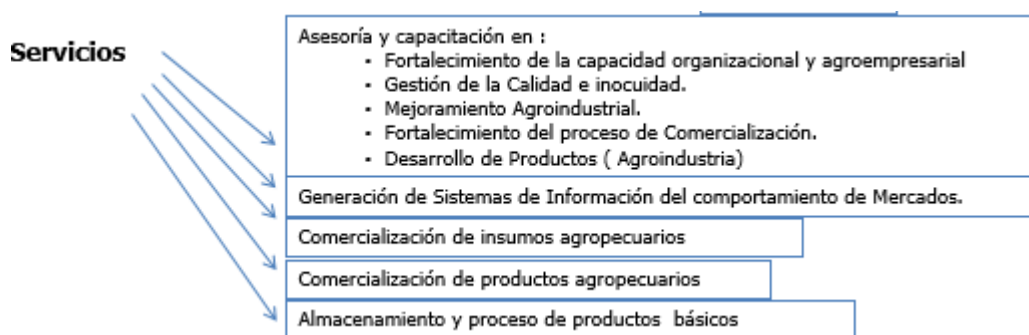 Servicios
Asesoría y capacitación en :
- Fortalecimiento de la capacidad organizacional y agroempresarial
- Gestión de la Calidad e inocuidad.
- Mejoramiento Agroindustrial.
- Fortalecimiento del proceso de Comercialización.
- Desarrollo de Productos ( Agroindustria)
Generación de Sistemas de Información del comportamiento de Mercados.
Comercialización de insumos agropecuarios
Comercialización de productos agropecuarios
Almacenamiento y proceso de productos básicos